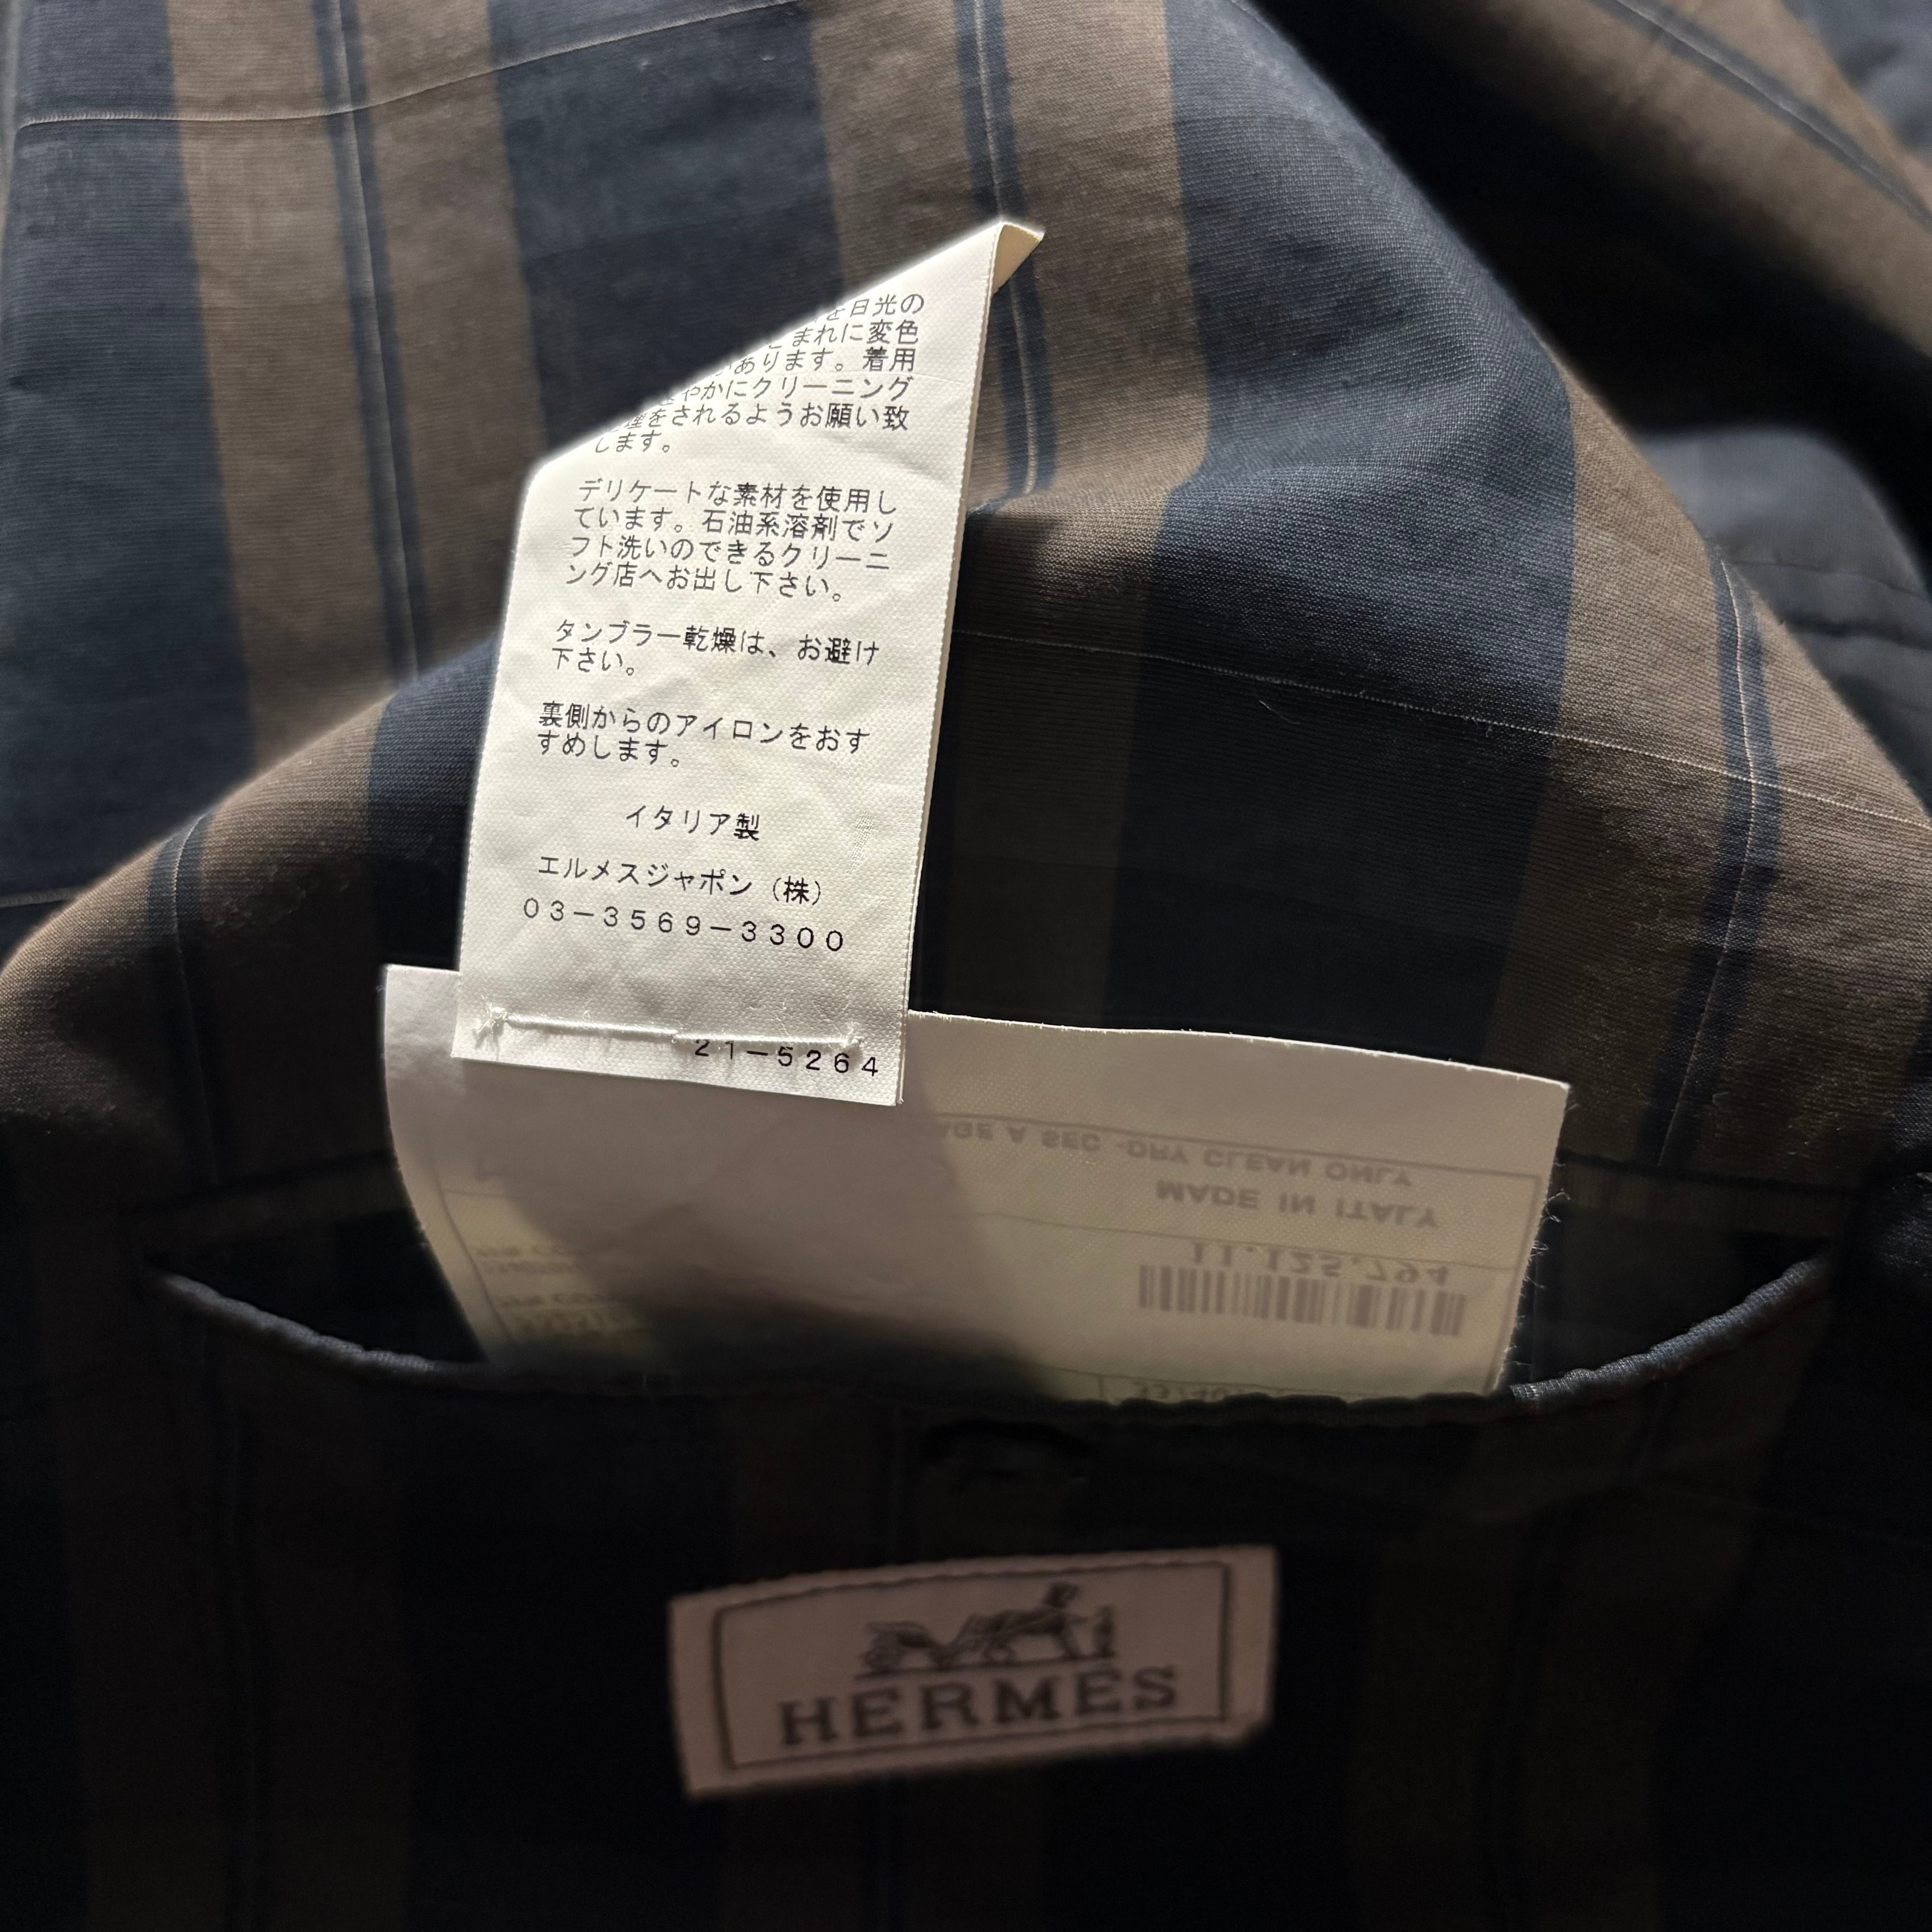 を日光の
まれに変色
あります。着用
やかにクリーニング
理をされるようお願い致
します。
デリケートな素材を使用し
ています。石油系溶剤でソ
フト洗いのできるクリーニ
ング店へお出し下さい。
タンブラー乾燥は、お避け
下さい。
裏側からのアイロンをおす
すめします。
イタリア製
エルメスジャポン（株）
03-3569-3300
21-5264
A SEC -DRY CLEAN ONLY
MADE IN ITALY
11.125.794
HERMES